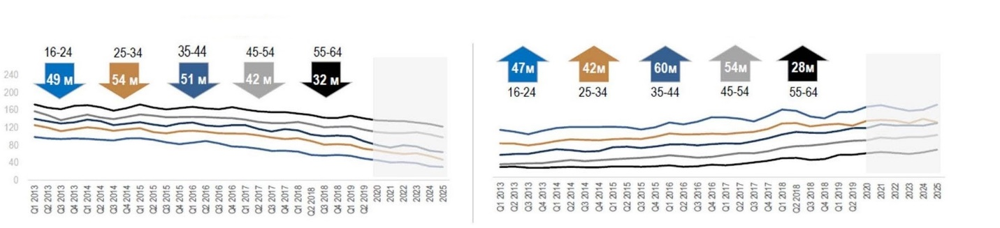 16-24
25-34
35-44
45-54
55-64
49 м
54 м
51 м
42 м
32 м
240
200
160
120
80
40
0
Q1 2013
Q2 2013
Q3 2013
Q4 2013
Q1 2014
Q2 2014
Q3 2014
Q4 2014
Q1 2015
Q2 2015
Q3 2015
Q4 2015
Q1 2016
Q2 2016
Q3 2016
Q4 2016
Q1 2017
Q2 2017
Q3 2017
Q4 2017
Q1 2018
Q2 2018
Q3 2018
Q4 2018
Q1 2019
Q2 2019
2020
2021
2022
2023
2024
2025
47м
42м
60м
54м
28м
16-24
25-34
35-44
45-54
55-64
Q1 2013
Q2 2013
Q3 2013
Q4 2013
Q1 2014
Q2 2014
Q3 2014
Q4 2014
Q1 2015
Q2 2015
Q3 2015
Q4 2015
Q1 2016
Q2 2016
Q3 2016
Q4 2016
Q1 2017
Q2 2017
Q3 2017
Q4 2017
Q1 2018
Q2 2018
Q3 2018
Q4 2018
Q1 2019
Q2 2019
2020
2021
2022
2023
2024
2025